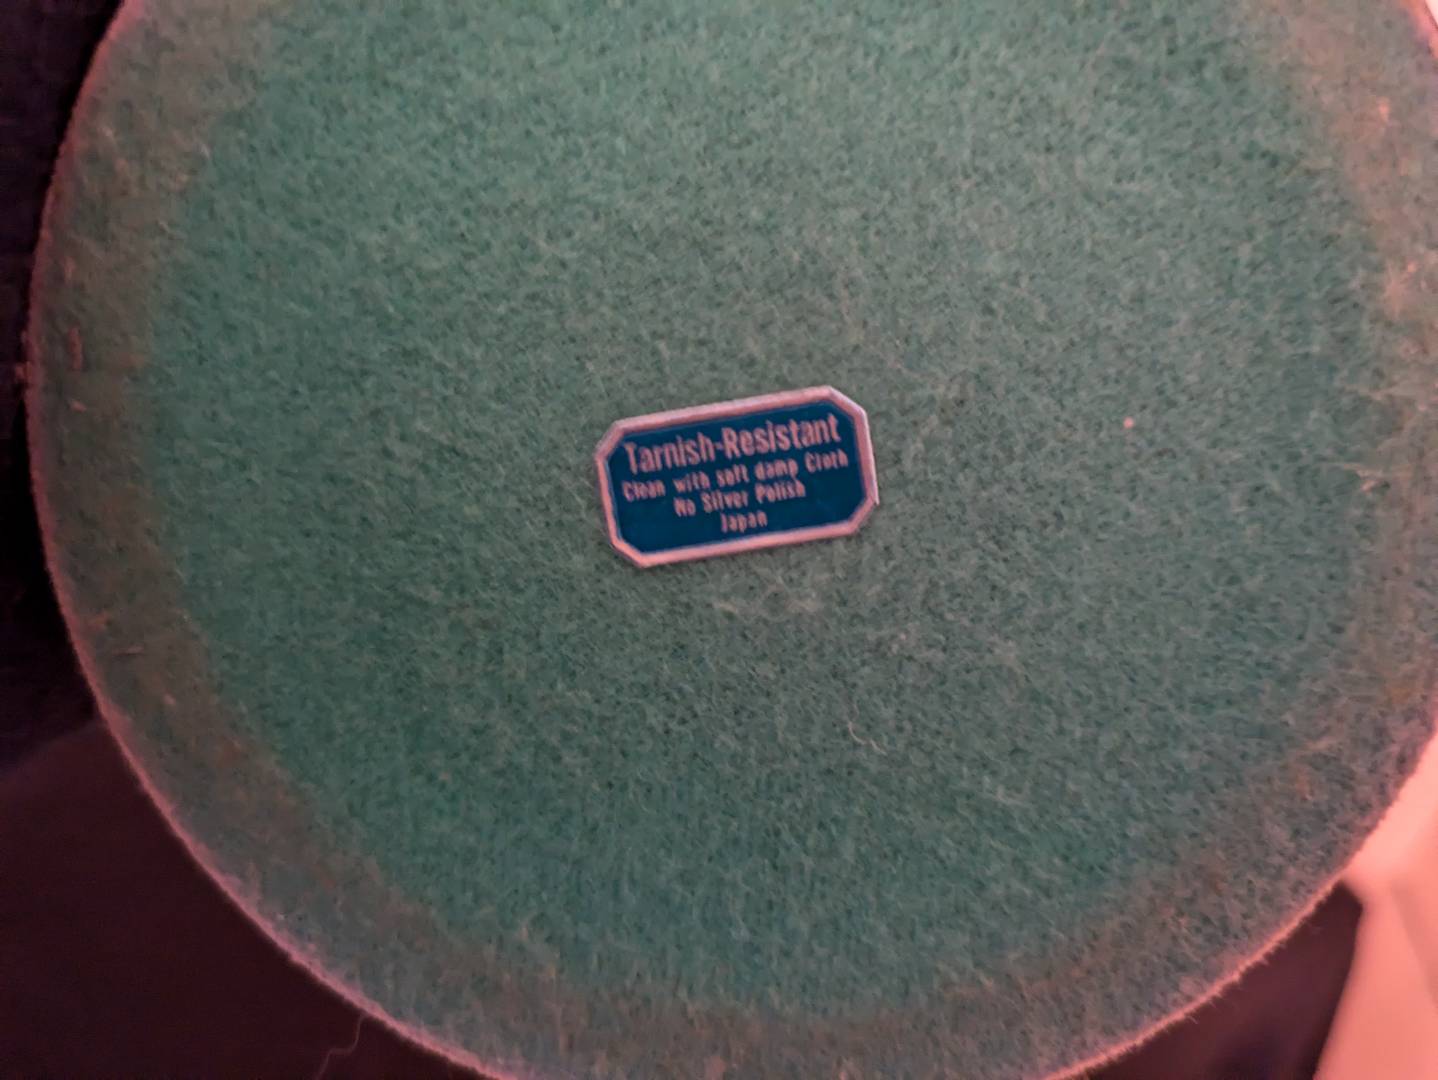 Tarnish-Resistant
Clean with soft damp Cloth
No Silver Polish
Japan